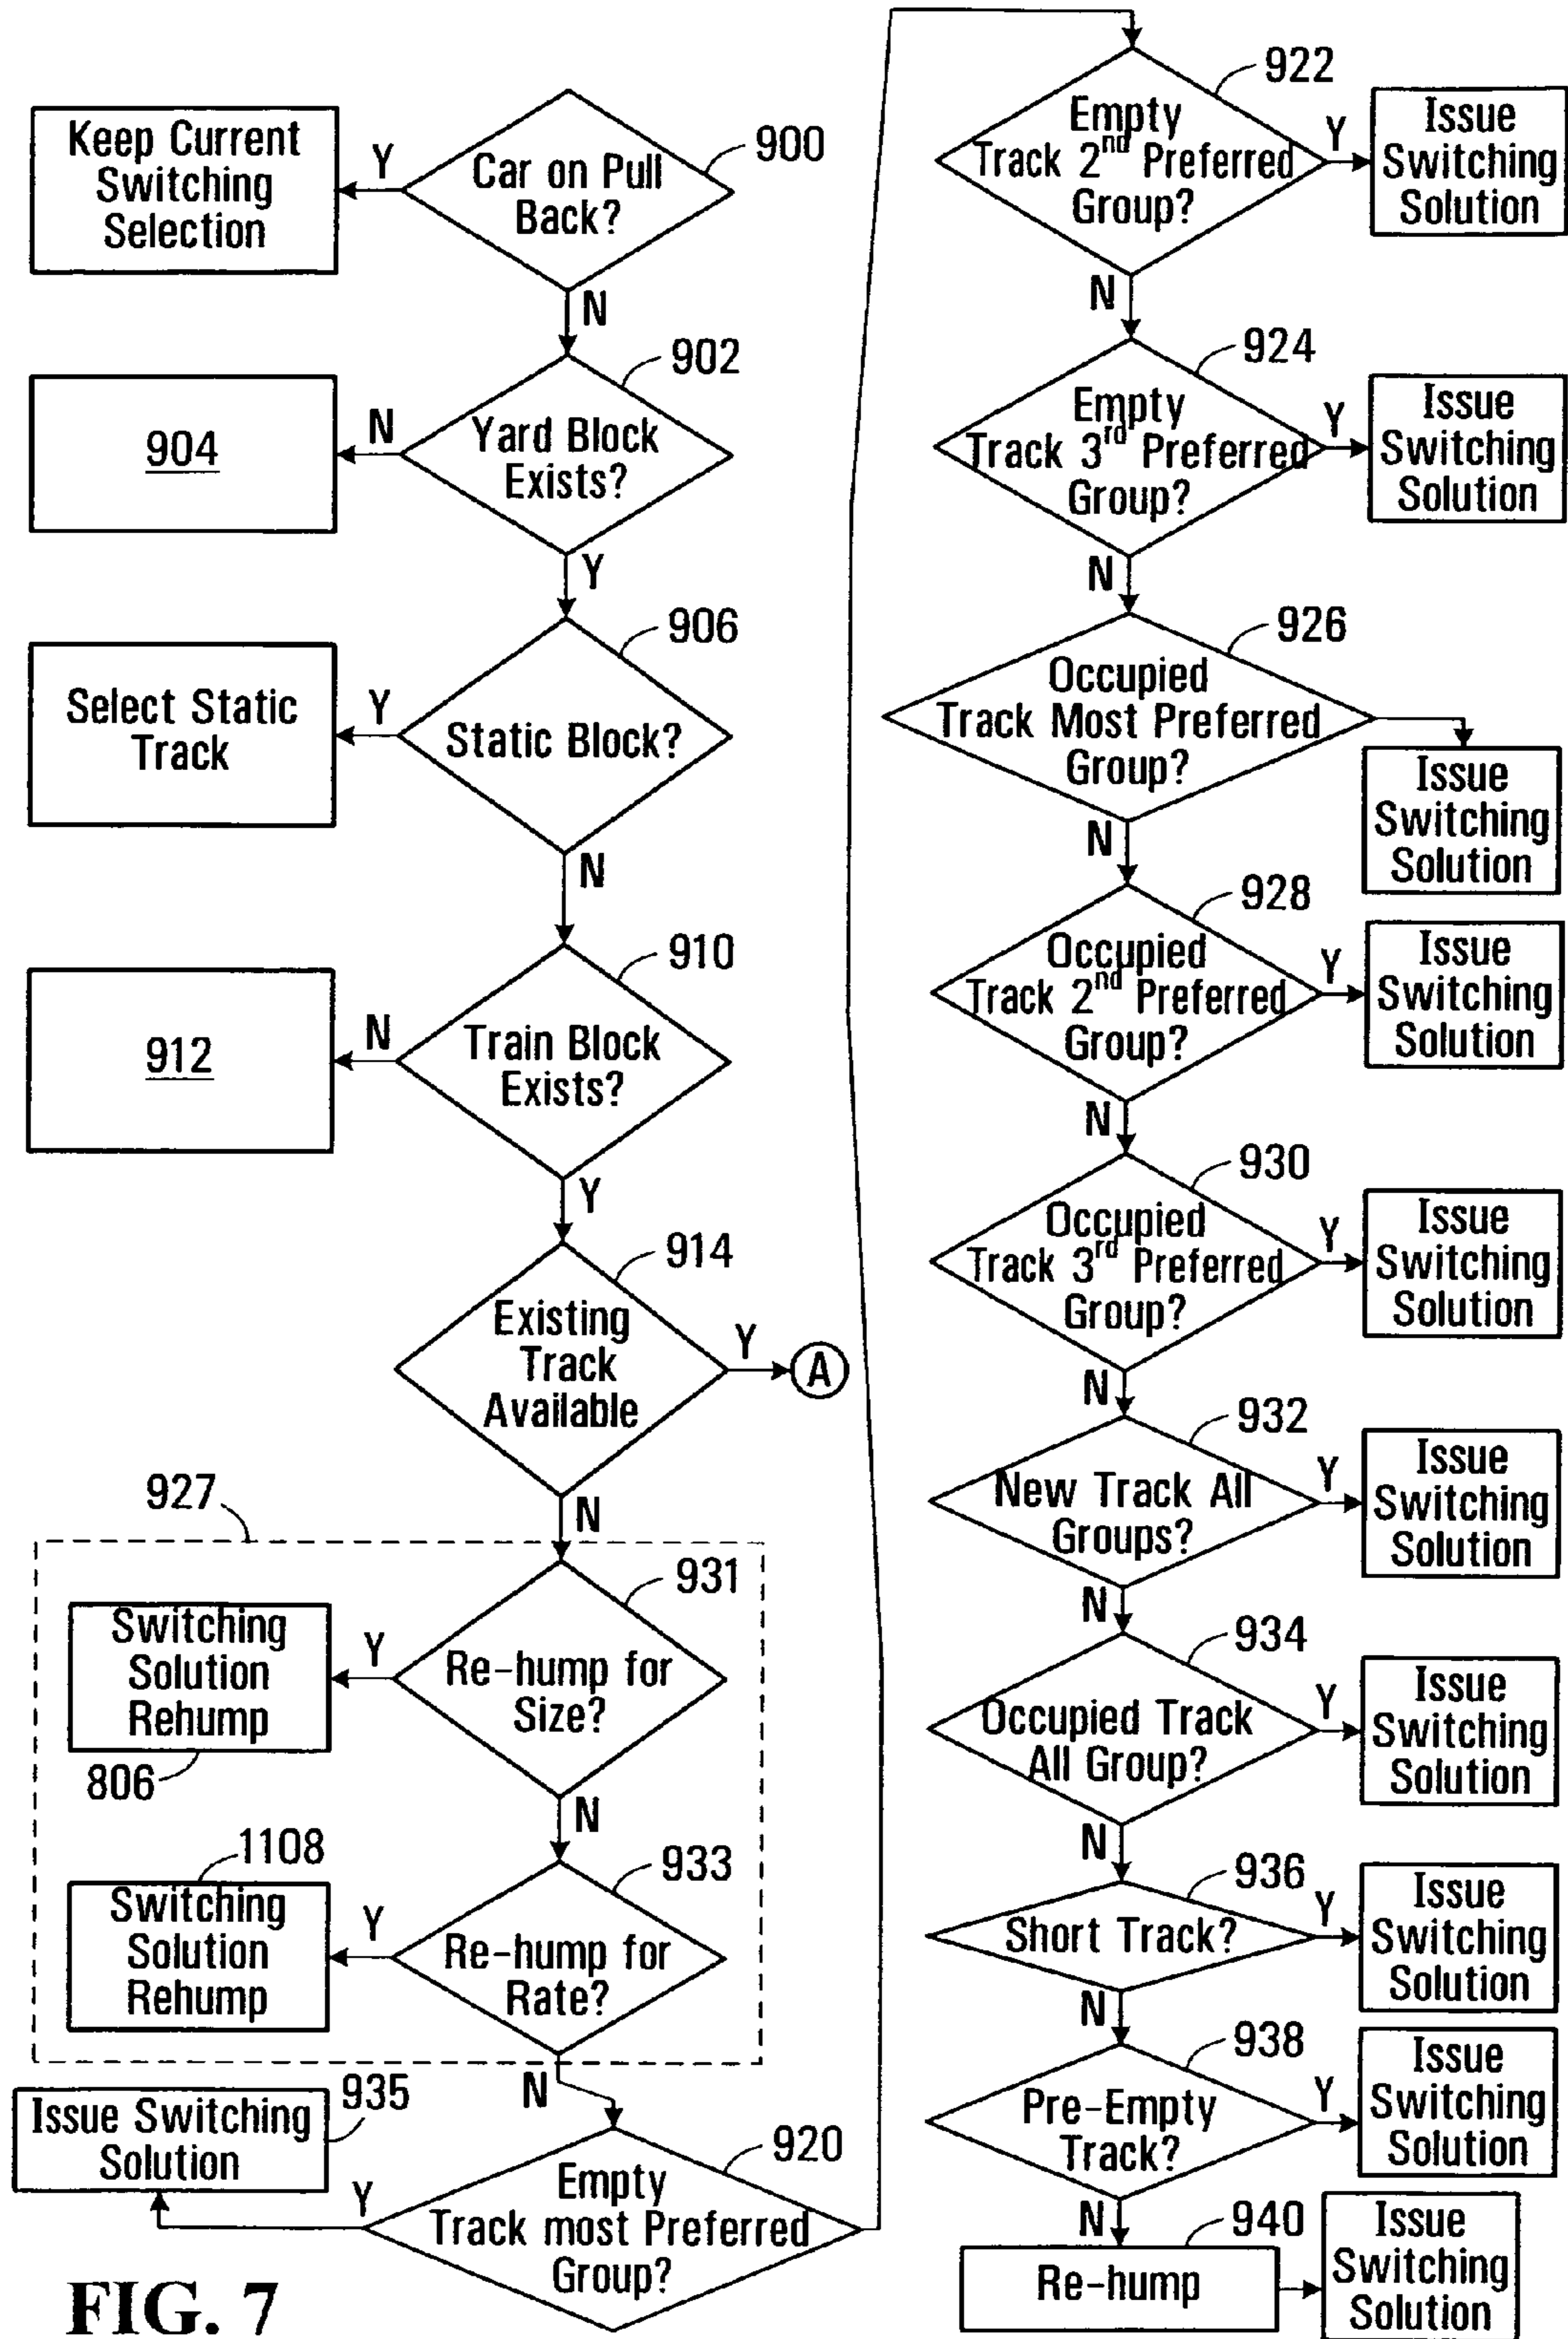 900
Keep Current
Switching
Selection
Y
Car on Pull
Back?
N
902
904
N
Yard Block
Exists?
Y
906
Select Static
Track
Y
Static Block?
N
910
912
N
Train Block
Exists?
Y
914
Existing
Track
Available
Y
A
N
927
931
Switching
Solution
Rehump
806
Y
Re-hump for
Size?
N
1108
933
Switching
Solution
Rehump
Y
Re-hump for
Rate?
N
935
Issue Switching
Solution
Y
920
Empty
Track most Preferred
Group?
922
Empty
Track 2nd Preferred
Group?
Y
Issue
Switching
Solution
N
924
Empty
Track 3rd Preferred
Group?
Y
Issue
Switching
Solution
N
926
Occupied
Track Most Preferred
Group?
Issue
Switching
Solution
N
928
Occupied
Track 2nd Preferred
Group?
Y
Issue
Switching
Solution
N
930
Occupied
Track 3rd Preferred
Group?
Y
Issue
Switching
Solution
N
932
New Track All
Groups?
Y
Issue
Switching
Solution
N
934
Occupied Track
All Group?
Y
Issue
Switching
Solution
N
936
Short Track?
Y
Issue
Switching
Solution
N
938
Pre-Empty
Track?
Y
Issue
Switching
Solution
N
940
Re-hump
Issue
Switching
Solution
FIG. 7